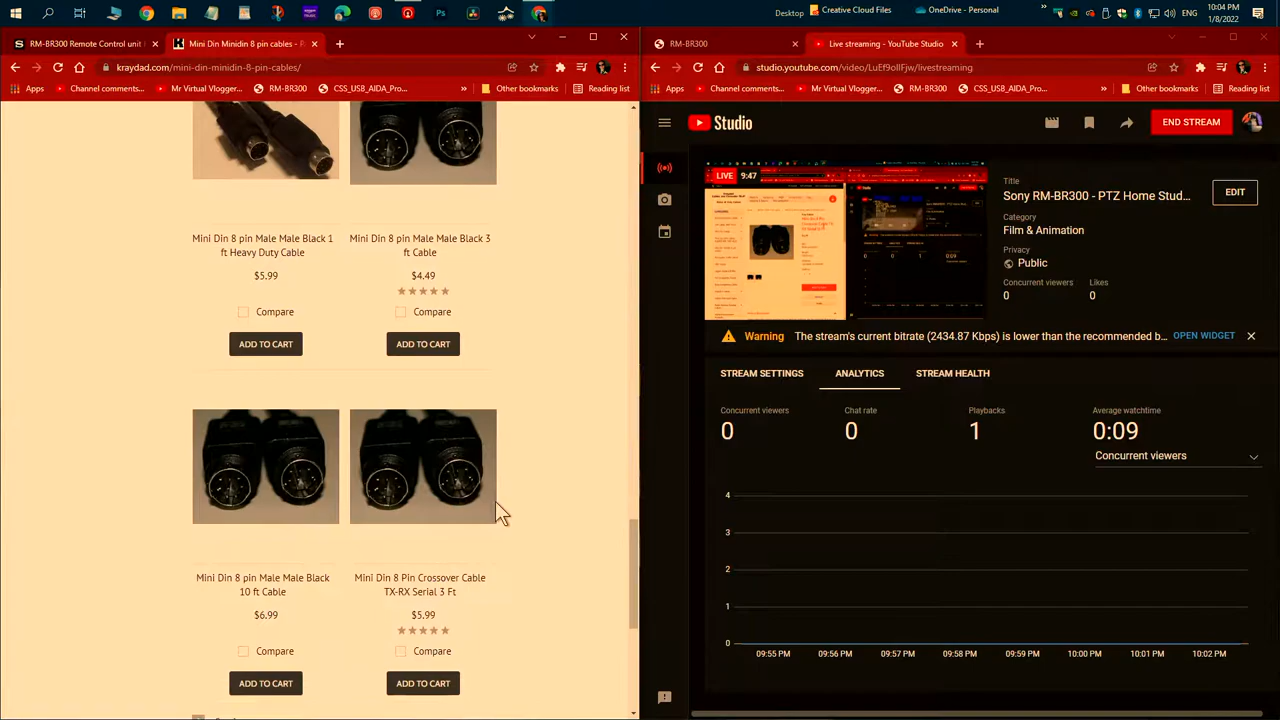 Desktop
Creative Cloud Files
OneDrive - Personal
ENG
10:04 PM
1/8/2022
RM-BR300 Remote Control unit
Mini Din Minidin 8 pin cables - P
kraydad.com/mini-din-minidin-8-pin-cables/
Apps
Channel comments...
Mr Virtual Vlogger...
RM-BR300
CSS_USB_AIDA_Pro...
Other bookmarks
Reading list
Mini Din 8 pin Male Male Black 1
ft Heavy Duty Cable
$5.99
Compare
ADD TO CART
Mini Din 8 pin Male Male Black 3
ft Cable
$4.49
Compare
ADD TO CART
Mini Din 8 pin Male Male Black
10 ft Cable
$6.99
Compare
ADD TO CART
Mini Din 8 Pin Crossover Cable
TX-RX Serial 3 Ft
$5.99
Compare
ADD TO CART
RM-BR300
Live streaming - YouTube Studio
studio.youtube.com/video/LuEf9oIlFjw/livestreaming
Apps
Channel comments...
Mr Virtual Vlogger...
RM-BR300
CSS_USB_AIDA_Pro...
Other bookmarks
Reading list
Studio
END STREAM
LIVE 9:47
Title
Sony RM-BR300 - PTZ Home Stud...
EDIT
Category
Film & Animation
Privacy
Public
Concurrent viewers
0
Likes
0
Warning
The stream's current bitrate (2434.87 Kbps) is lower than the recommended b...
OPEN WIDGET
STREAM SETTINGS
ANALYTICS
STREAM HEALTH
Concurrent viewers
0
Chat rate
0
Playbacks
1
Average watchtime
0:09
Concurrent viewers
4
3
2
1
0
09:55 PM
09:56 PM
09:57 PM
09:58 PM
09:59 PM
10:00 PM
10:01 PM
10:02 PM